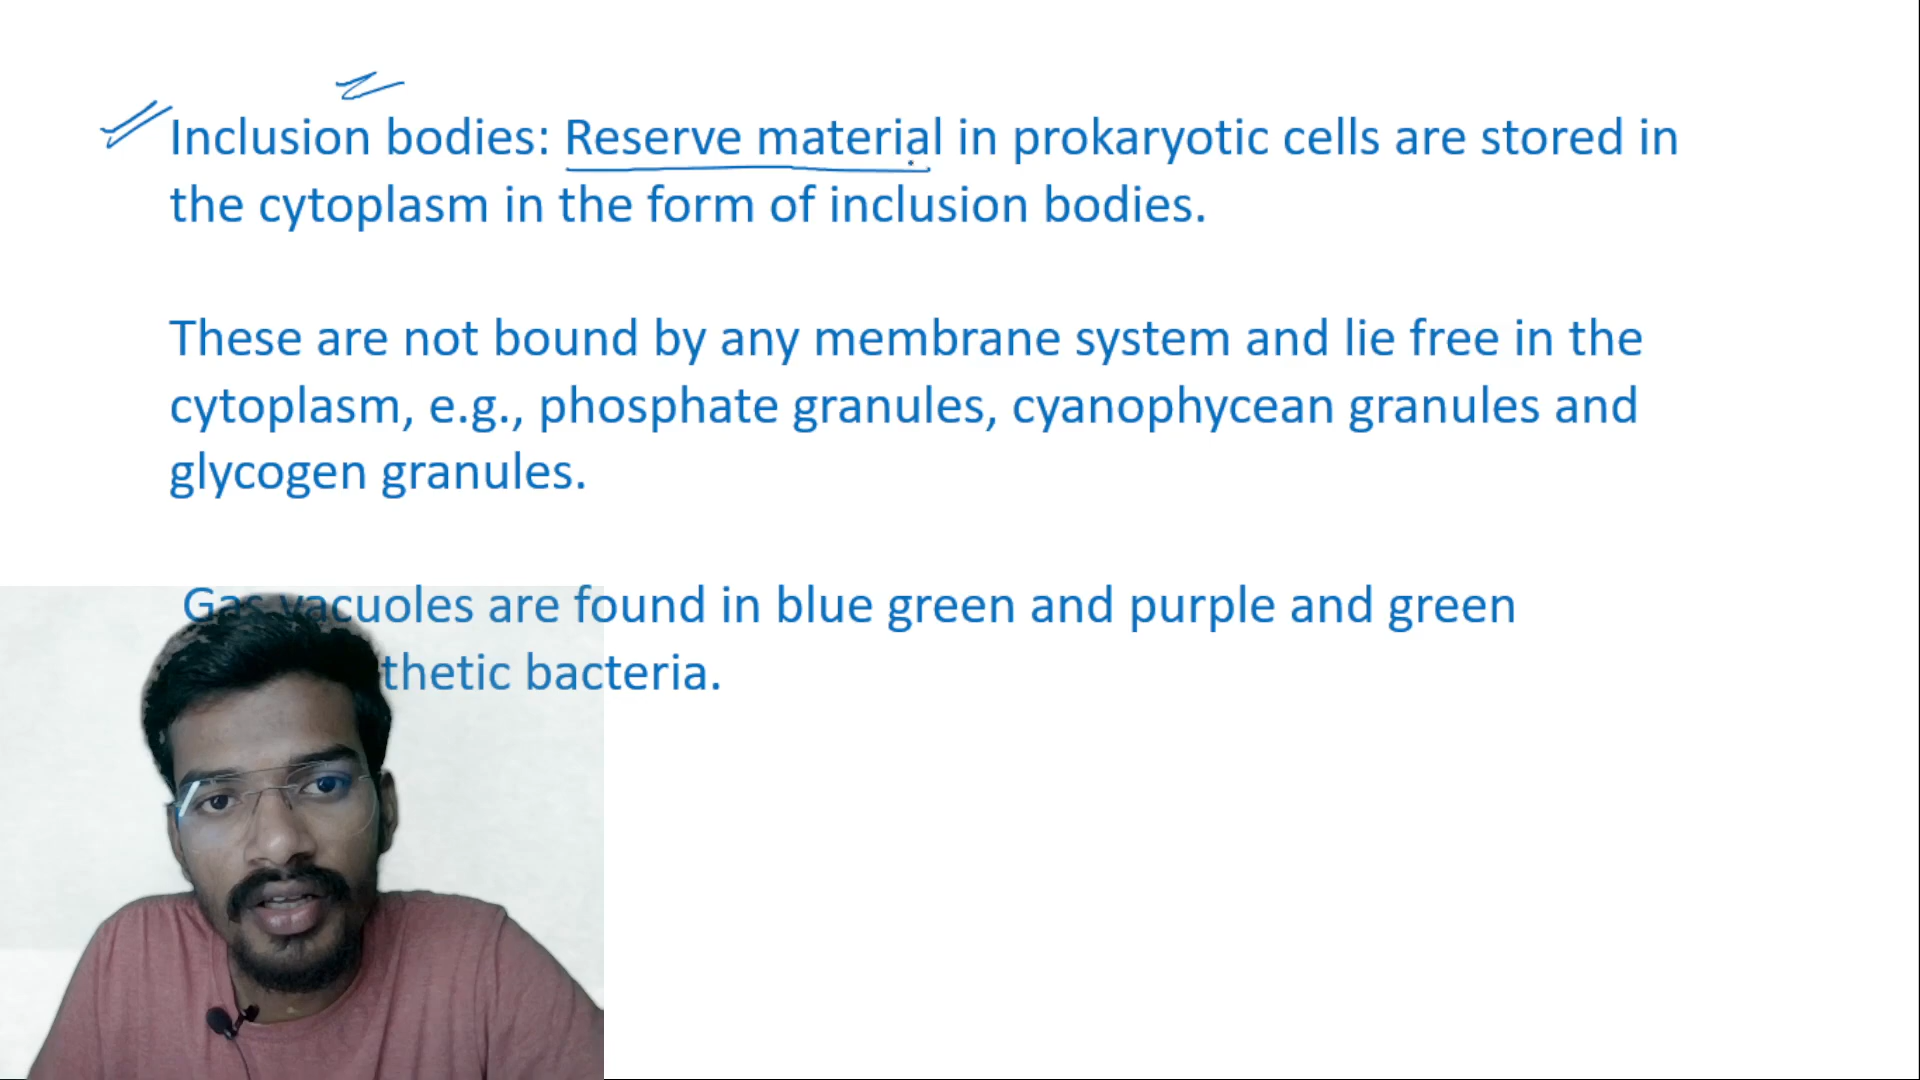 Inclusion bodies: Reserve material in prokaryotic cells are stored in
the cytoplasm in the form of inclusion bodies.
These are not bound by any membrane system and lie free in the
cytoplasm, e.g., phosphate granules, cyanophycean granules and
glycogen granules.
Gas vacuoles are found in blue green and purple and green
thetic bacteria.